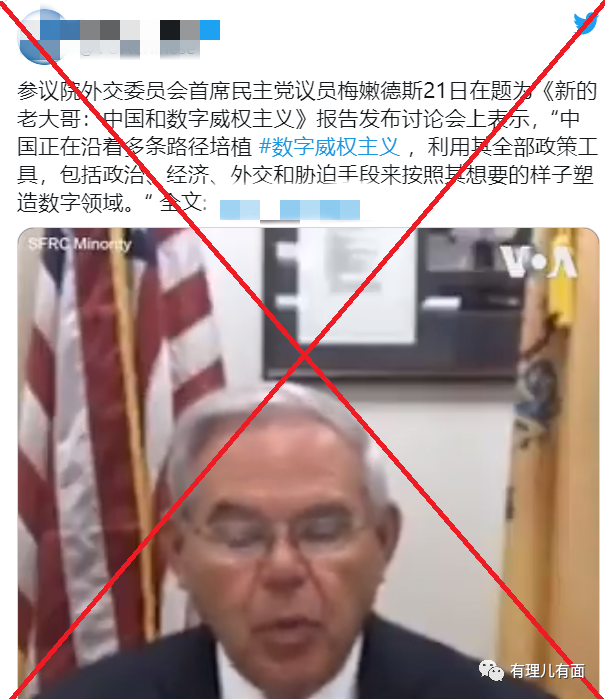 参议院外交委员会首席民主党议员梅嫩德斯21日在题为《新的
老大哥：中国和数字威权主义》报告发布讨论会上表示，“中
国正在沿着多条路径培植 #数字威权主义 ，利用其全部政策工
具，包括政治、经济、外交和胁迫手段来按照其想要的样子塑
造数字领域。“ 全文:
SFRC Minority
VOA
有理儿有面